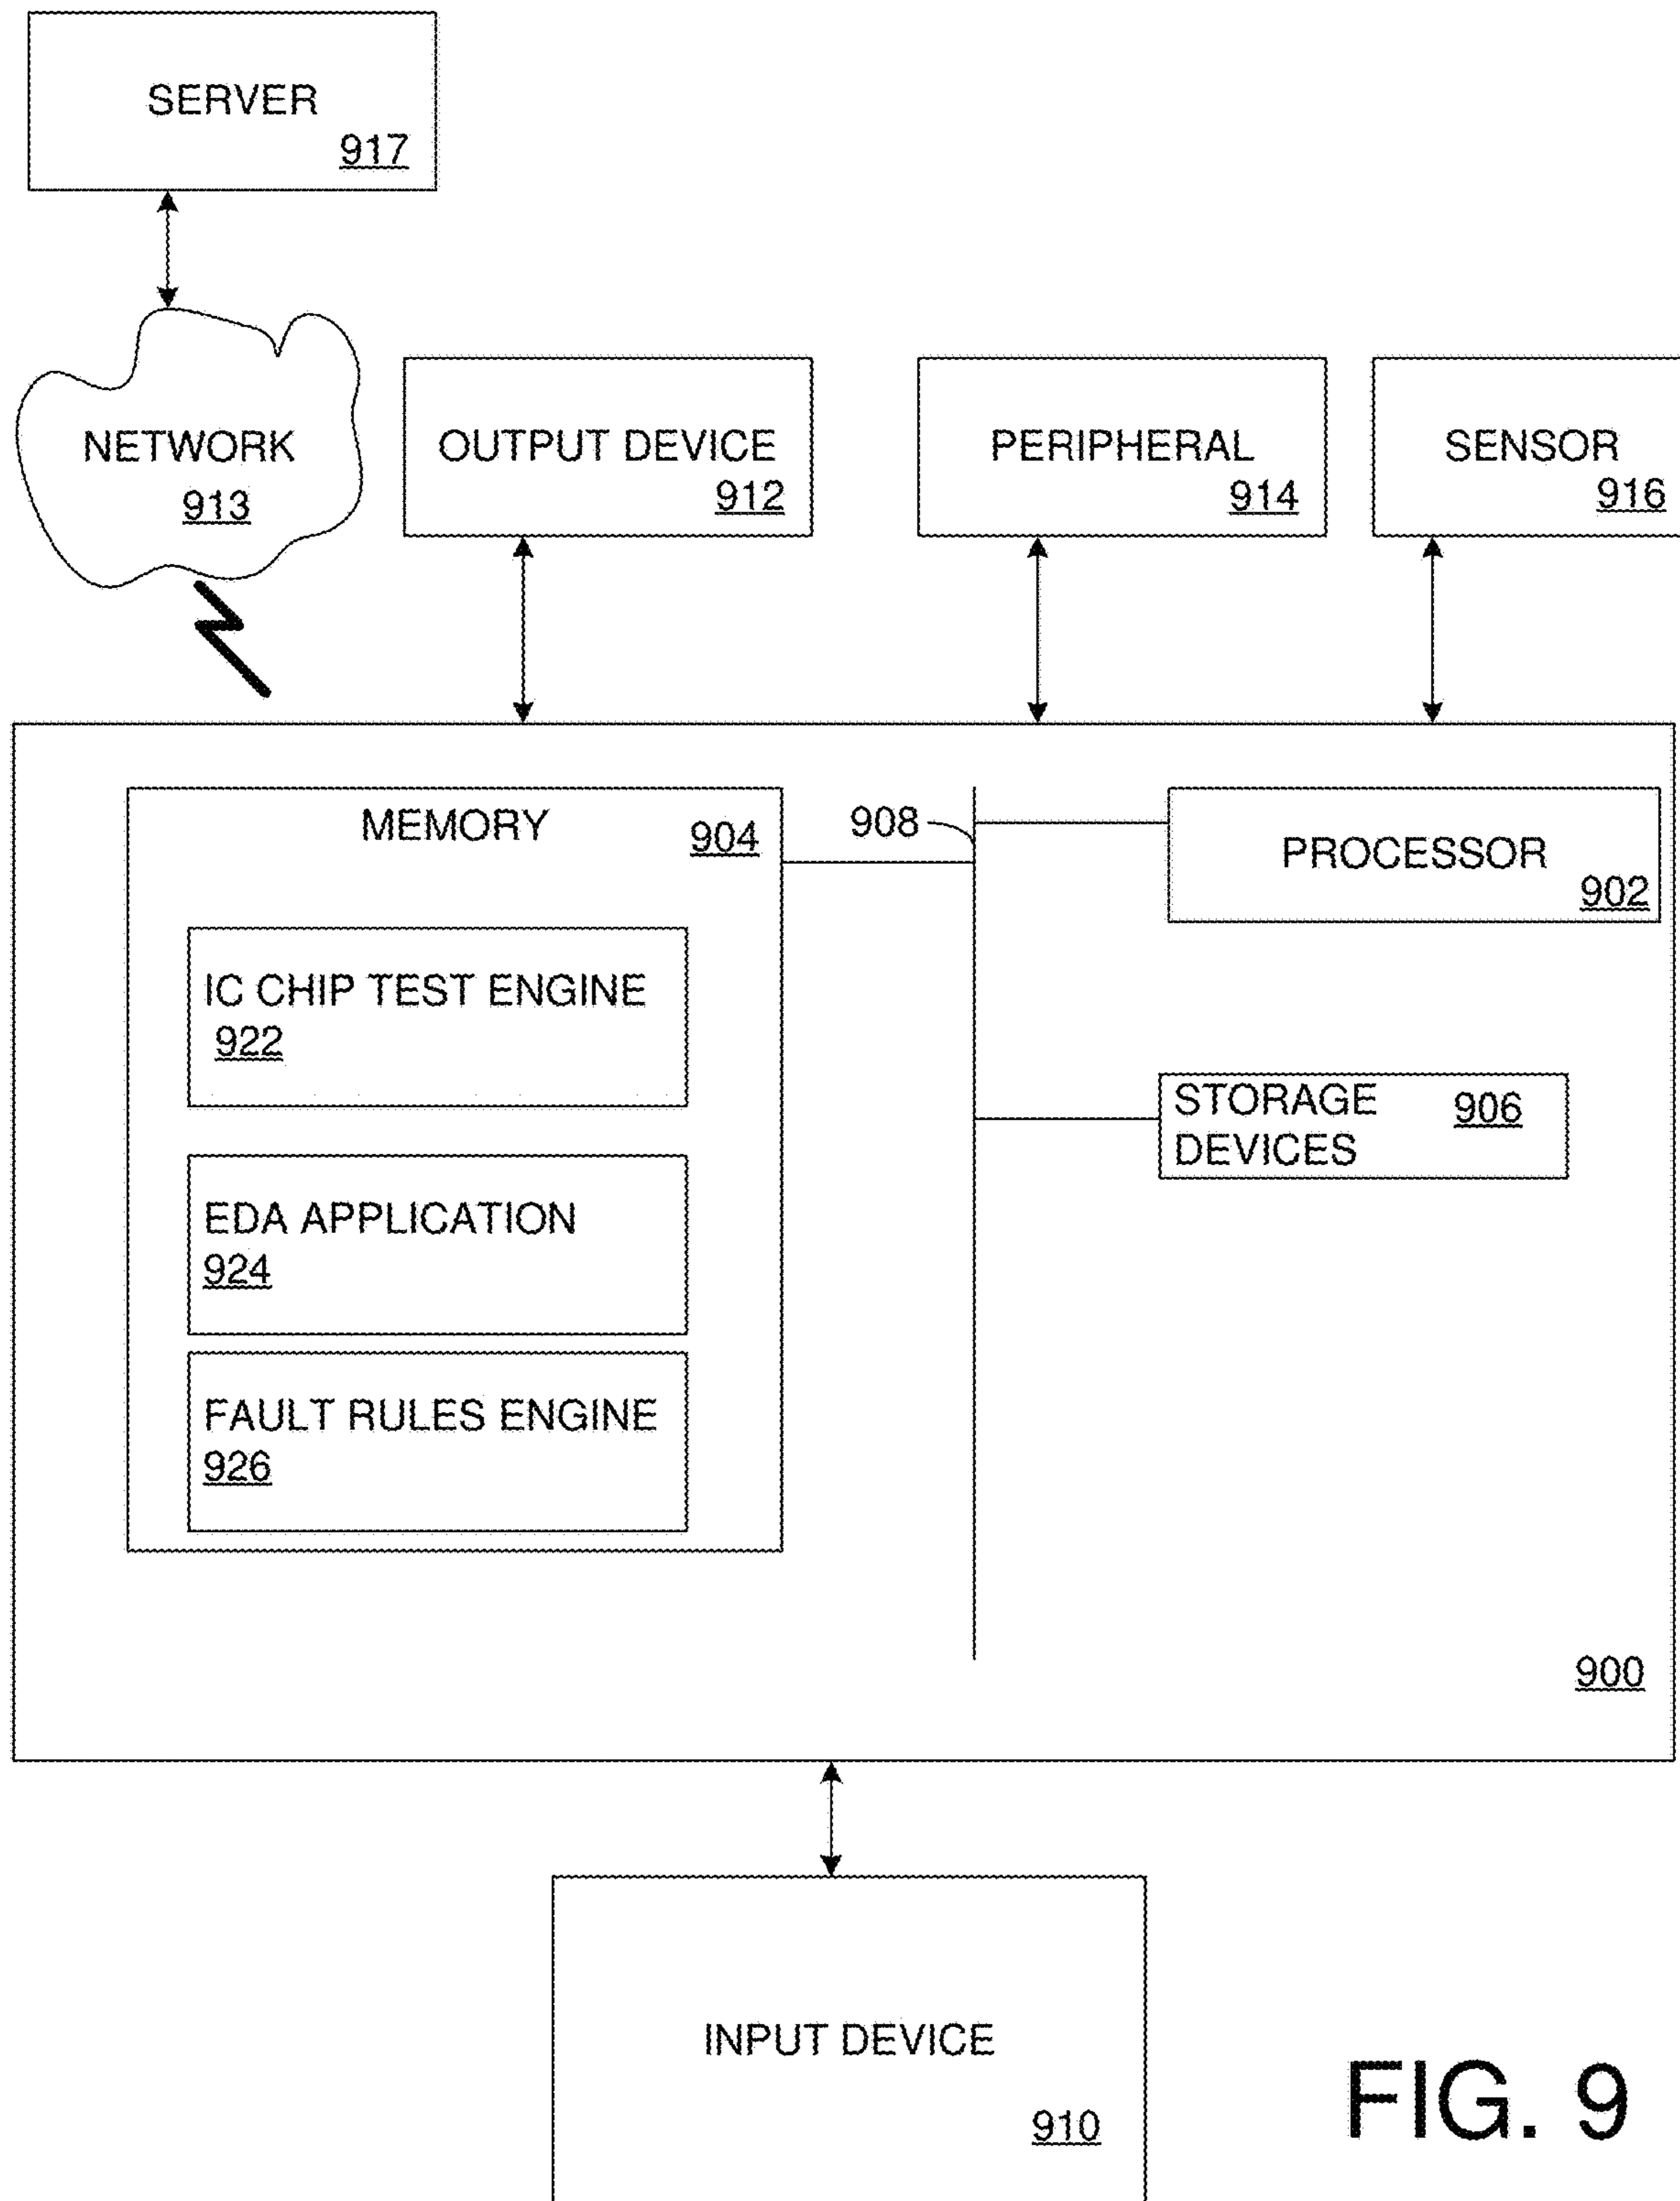 SERVER
917
NETWORK
913
OUTPUT DEVICE
912
PERIPHERAL
914
SENSOR
916
MEMORY
904
908
PROCESSOR
902
IC CHIP TEST ENGINE
922
STORAGE
DEVICES
906
EDA APPLICATION
924
FAULT RULES ENGINE
926
900
INPUT DEVICE
910
FIG. 9